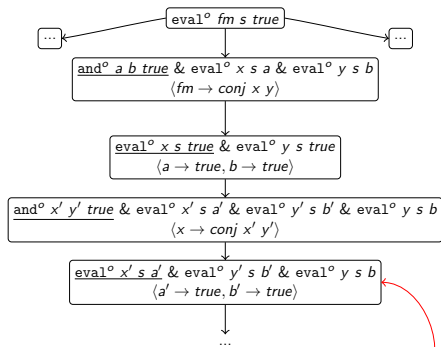 evalᵒ fm s true
...
...
andᵒ a b true & evalᵒ x s a & evalᵒ y s b
⟨fm → conj x y⟩
evalᵒ x s true & evalᵒ y s true
⟨a → true, b → true⟩
andᵒ x′ y′ true & evalᵒ x′ s a′ & evalᵒ y′ s b′ & evalᵒ y s b
⟨x → conj x′ y′⟩
evalᵒ x′ s a′ & evalᵒ y′ s b′ & evalᵒ y s b
⟨a′ → true, b′ → true⟩
...